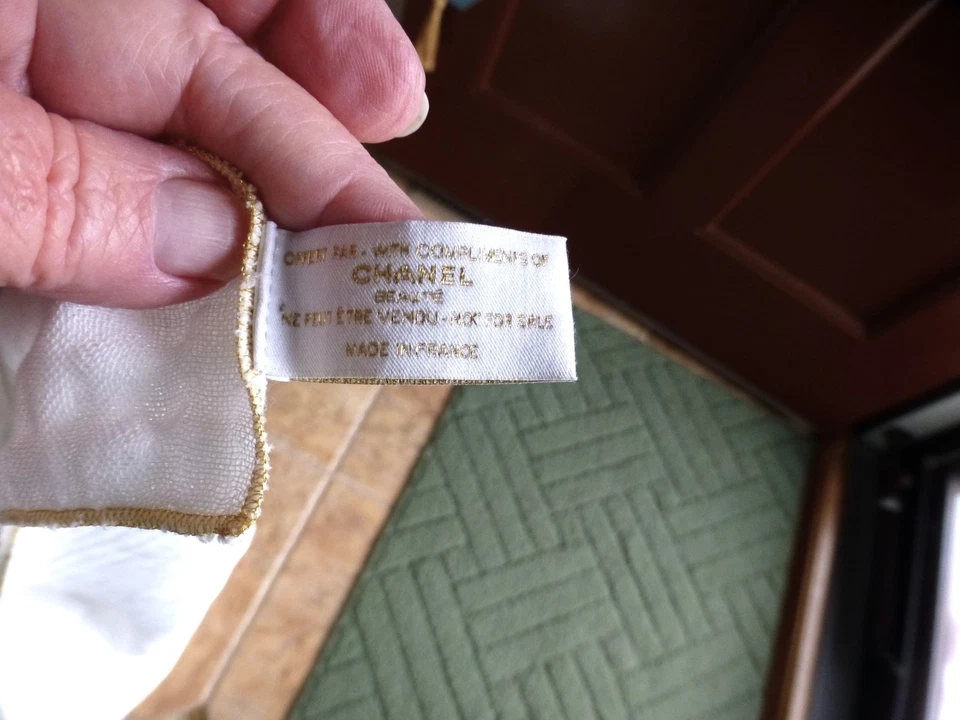 OFFERT PAR - WITH COMPLIMENTS OF
CHANEL
BEAUTÉ
NE PEUT ÊTRE VENDU - NOT FOR SALE
MADE IN FRANCE